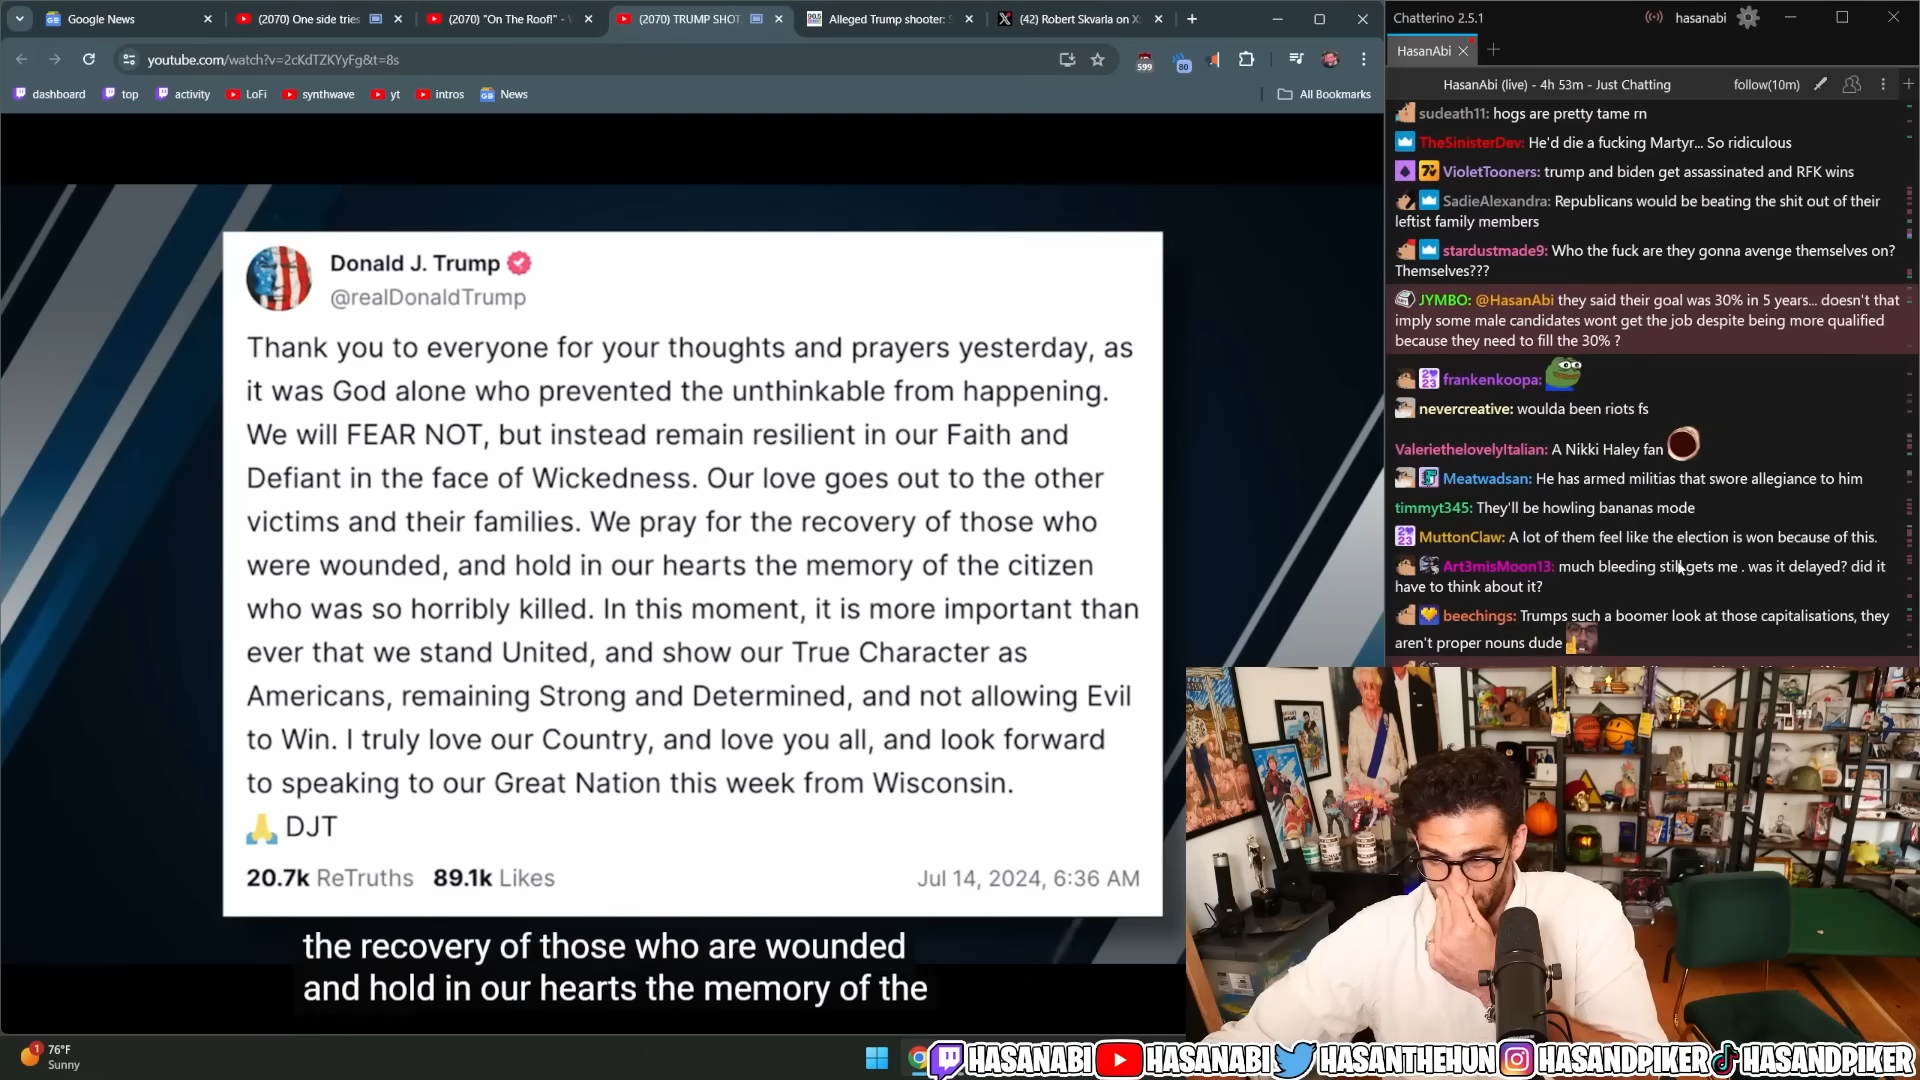 Google News
(2070) One side tries
(2070) "On The Roof!" -
(2070) TRUMP SHOT
Alleged Trump shooter:
(42) Robert Skvarla on X
youtube.com/watch?v=2cKdTZKYyFg&t=8s
599
80
dashboard
top
activity
LoFi
synthwave
yt
intros
News
All Bookmarks
Donald J. Trump
@realDonaldTrump
Thank you to everyone for your thoughts and prayers yesterday, as
it was God alone who prevented the unthinkable from happening.
We will FEAR NOT, but instead remain resilient in our Faith and
Defiant in the face of Wickedness. Our love goes out to the other
victims and their families. We pray for the recovery of those who
were wounded, and hold in our hearts the memory of the citizen
who was so horribly killed. In this moment, it is more important than
ever that we stand United, and show our True Character as
Americans, remaining Strong and Determined, and not allowing Evil
to Win. I truly love our Country, and love you all, and look forward
to speaking to our Great Nation this week from Wisconsin.
DJT
20.7k ReTruths 89.1k Likes
Jul 14, 2024, 6:36 AM
the recovery of those who are wounded
and hold in our hearts the memory of the
1
76°F
Sunny
Chatterino 2.5.1
hasanabi
HasanAbi
HasanAbi (live) - 4h 53m - Just Chatting
follow(10m)
sudeath11: hogs are pretty tame rn
TheSinisterDev: He'd die a fucking Martyr... So ridiculous
VioletTooners: trump and biden get assassinated and RFK wins
SadieAlexandra: Republicans would be beating the shit out of their
leftist family members
stardustmade9: Who the fuck are they gonna avenge themselves on?
Themselves???
JYMBO: @HasanAbi they said their goal was 30% in 5 years... doesn't that
imply some male candidates wont get the job despite being more qualified
because they need to fill the 30% ?
frankenkoopa:
nevercreative: woulda been riots fs
ValeriethelovelyItalian: A Nikki Haley fan
Meatwadsan: He has armed militias that swore allegiance to him
timmyt345: They'll be howling bananas mode
MuttonClaw: A lot of them feel like the election is won because of this.
Art3misMoon13: much bleeding still gets me . was it delayed? did it
have to think about it?
beechings: Trumps such a boomer look at those capitalisations, they
aren't proper nouns dude
HASANABI
HASANABI
HASANTHEHUN
HASANDPIKER
HASANDPIKER